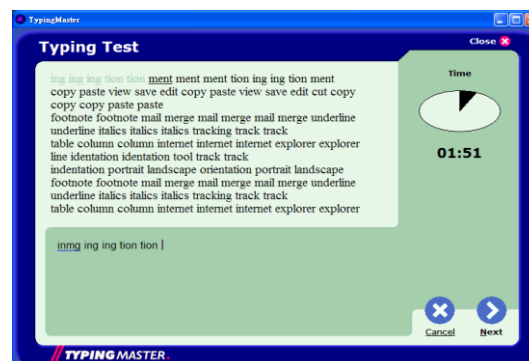 TypingMaster
Typing Test
Close
ing ing ing tion tion ment ment ment tion ing ing tion ment
copy paste view save edit copy paste view save edit cut copy
copy copy paste paste
footnote footnote mail merge mail merge mail merge underline
underline italics italics italics tracking track track
table column column internet internet internet explorer explorer
line identation identation tool track track
indentation portrait landscape orientation portrait landscape
footnote footnote mail merge mail merge mail merge underline
underline italics italics italics tracking track track
table column column internet internet internet explorer explorer
Time
01:51
inmg ing ing tion tion
Cancel
Next
TYPING MASTER